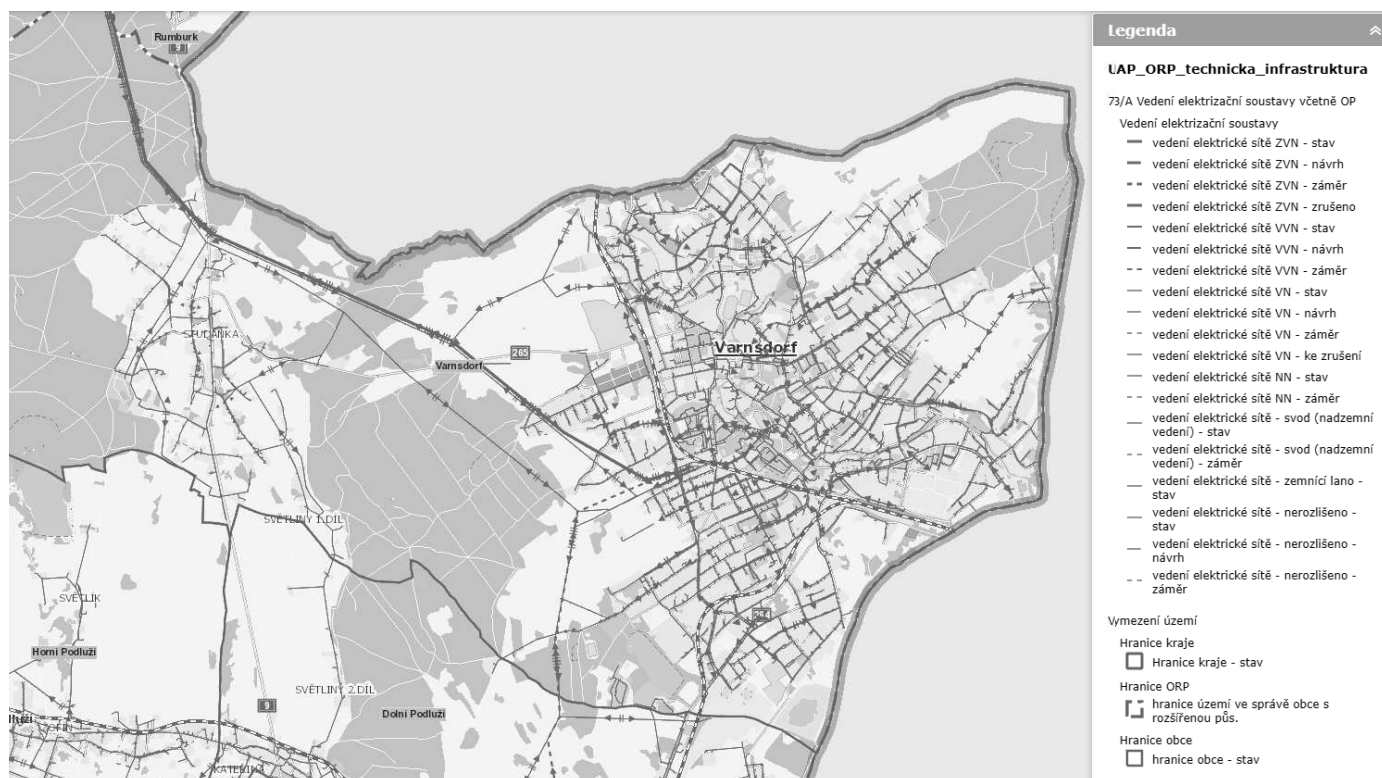 Rumburk
9
STUDÁNKA
Varnsdorf
265
Varnsdorf
SVĚTLINY 1.DÍL
SVĚTLÍK
Horní Podluží
264
SVĚTLINY 2.DÍL
9
Dolní Podluží
dluží
ŽOFÍN
KATEŘINA
Legenda
UAP_ORP_technicka_infrastruktura
73/A Vedení elektrizační soustavy včetně OP
Vedení elektrizační soustavy
vedení elektrické sítě ZVN - stav
vedení elektrické sítě ZVN - návrh
vedení elektrické sítě ZVN - záměr
vedení elektrické sítě ZVN - zrušeno
vedení elektrické sítě VVN - stav
vedení elektrické sítě VVN - návrh
vedení elektrické sítě VVN - záměr
vedení elektrické sítě VN - stav
vedení elektrické sítě VN - návrh
vedení elektrické sítě VN - záměr
vedení elektrické sítě VN - ke zrušení
vedení elektrické sítě NN - stav
vedení elektrické sítě NN - záměr
vedení elektrické sítě - svod (nadzemní
vedení) - stav
vedení elektrické sítě - svod (nadzemní
vedení) - záměr
vedení elektrické sítě - zemnící lano -
stav
vedení elektrické sítě - nerozlišeno -
stav
vedení elektrické sítě - nerozlišeno -
návrh
vedení elektrické sítě - nerozlišeno -
záměr
Vymezení území
Hranice kraje
Hranice kraje - stav
Hranice ORP
hranice území ve správě obce s
rozšířenou půs.
Hranice obce
hranice obce - stav